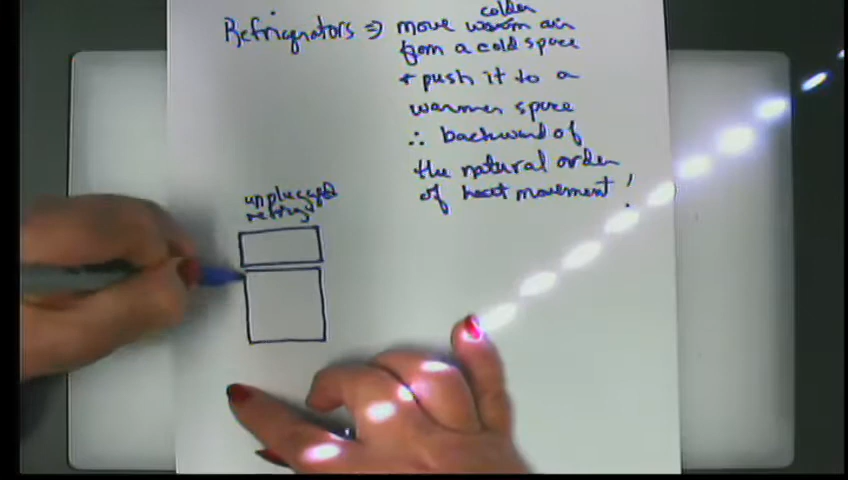 Refrigerators => move warm air
colder
from a cold space
+ push it to a
warmer space
∴ backward of
the natural order
of heat movement!
unplugged
refrig